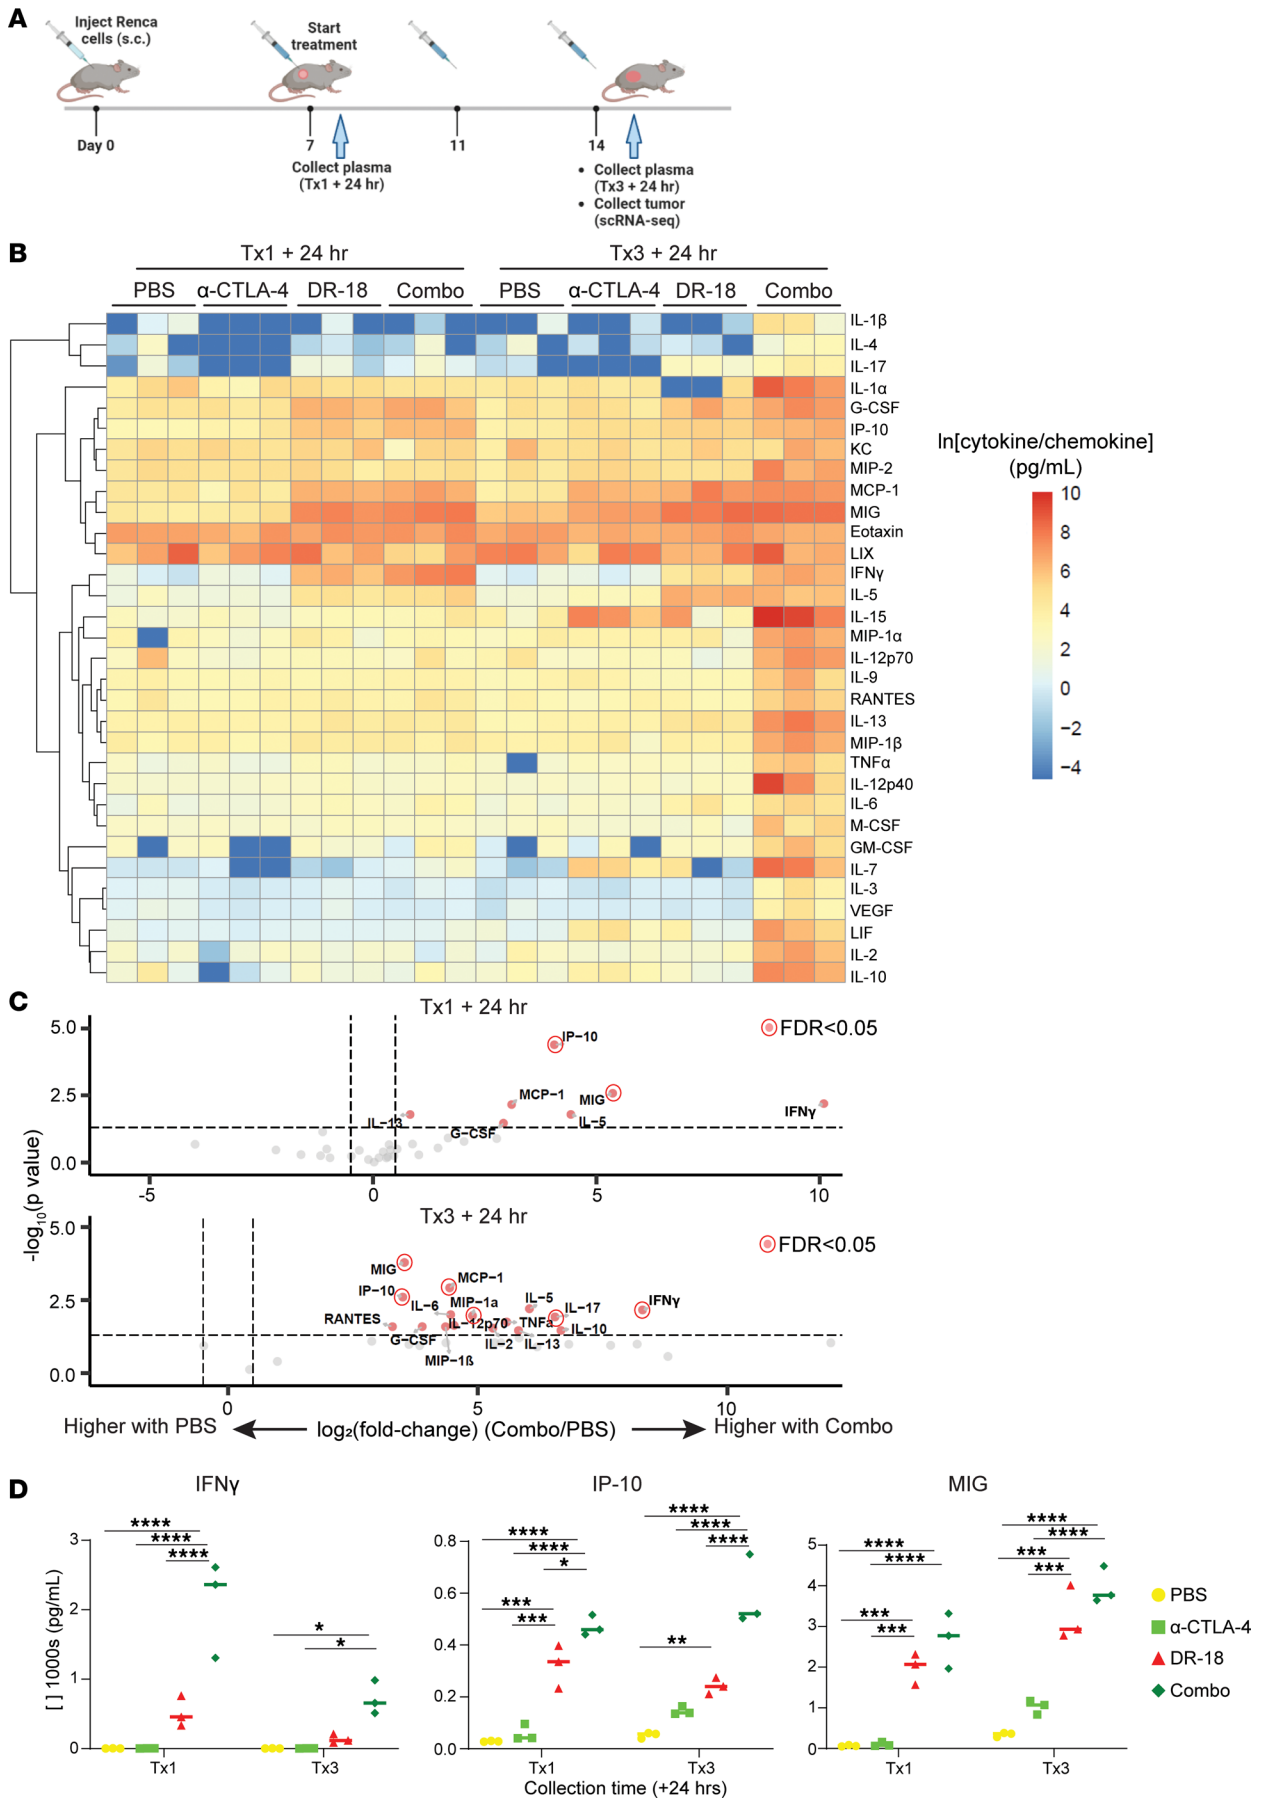 A
Inject Renca
cells (s.c.)
Start
treatment
Day 0
7
11
14
Collect plasma
(Tx1 + 24 hr)
• Collect plasma
(Tx3 + 24 hr)
• Collect tumor
(scRNA-seq)
B
Tx1 + 24 hr
Tx3 + 24 hr
PBS α-CTLA-4 DR-18 Combo PBS α-CTLA-4 DR-18 Combo
IL-1β
IL-4
IL-17
IL-1α
G-CSF
IP-10
KC
MIP-2
MCP-1
MIG
Eotaxin
LIX
IFNγ
IL-5
IL-15
MIP-1α
IL-12p70
IL-9
RANTES
IL-13
MIP-1β
TNFα
IL-12p40
IL-6
M-CSF
GM-CSF
IL-7
IL-3
VEGF
LIF
IL-2
IL-10
ln[cytokine/chemokine]
(pg/mL)
10
8
6
4
2
0
−2
−4
C
Tx1 + 24 hr
-log10(p value)
5.0
2.5
0.0
IP−10
FDR<0.05
MCP−1
MIG
IFNγ
IL−13
IL−5
G−CSF
-5
0
5
10
Tx3 + 24 hr
5.0
2.5
0.0
FDR<0.05
MIG
MCP−1
IP−10
IL−6
MIP−1a
IL−5
IL−17
IFNγ
RANTES
IL−12p70
TNFa
IL−10
G−CSF
IL−2
IL−13
MIP−1ß
0
5
10
Higher with PBS
log₂(fold-change) (Combo/PBS)
Higher with Combo
D
IFNγ
IP-10
MIG
[ ] 1000s (pg/mL)
3
2
1
0
****
****
****
*
*
Tx1
Tx3
0.8
0.6
0.4
0.2
0.0
****
****
*
***
***
****
****
****
**
Tx1
Tx3
5
4
3
2
1
0
****
****
***
***
****
****
***
***
Tx1
Tx3
Collection time (+24 hrs)
PBS
α-CTLA-4
DR-18
Combo